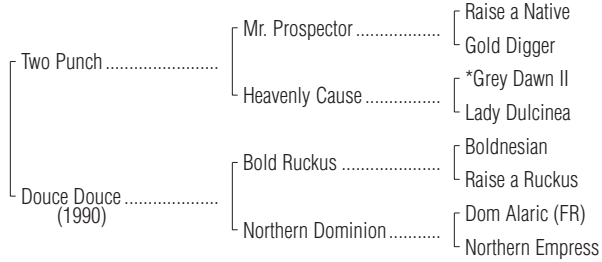 Raise a Native
Mr. Prospector ..................
Gold Digger
Two Punch ........................
*Grey Dawn II
Heavenly Cause ................
Lady Dulcinea
Boldnesian
Bold Ruckus .....................
Raise a Ruckus
Douce Douce ....................
(1990)
Dom Alaric (FR)
Northern Dominion ...........
Northern Empress